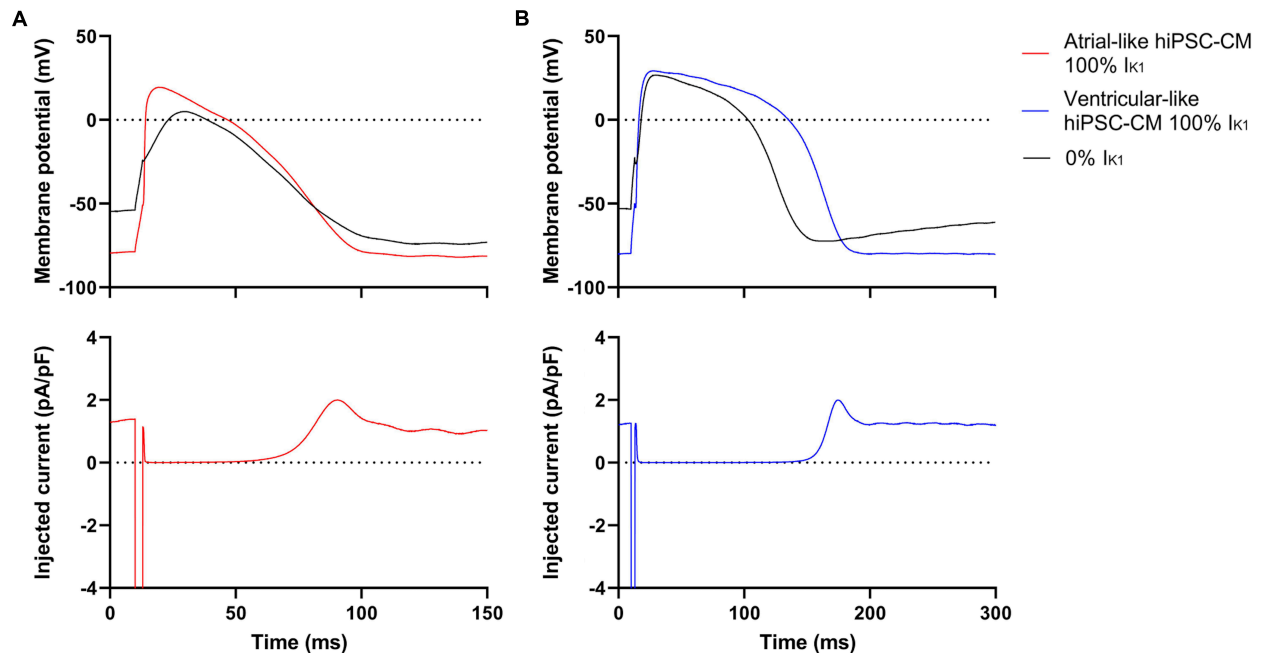 A
B
50
0
-50
-100
Membrane potential (mV)
0
50
100
150
50
0
-50
-100
Membrane potential (mV)
0
100
200
300
Atrial-like hiPSC-CM
100% IK1
Ventricular-like
hiPSC-CM 100% IK1
0% IK1
4
2
0
-2
-4
Injected current (pA/pF)
Time (ms)
4
2
0
-2
-4
Injected current (pA/pF)
Time (ms)